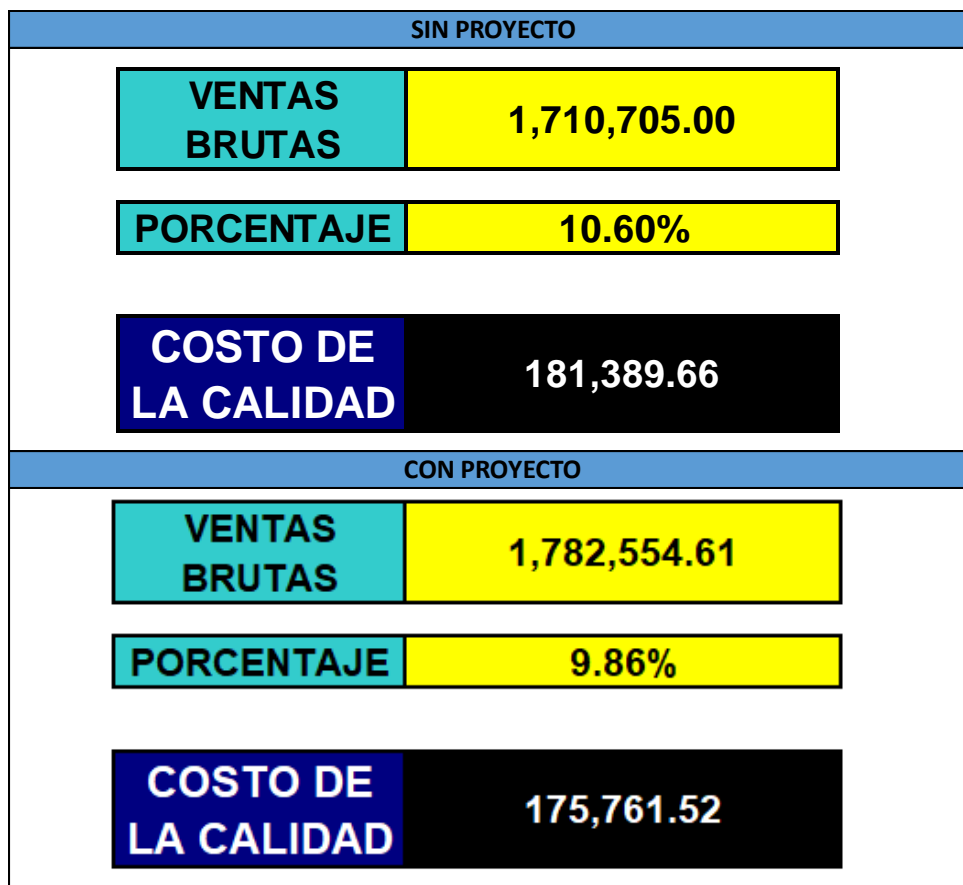 SIN PROYECTO
VENTAS
BRUTAS
1,710,705.00
PORCENTAJE
10.60%
COSTO DE
LA CALIDAD
181,389.66
CON PROYECTO
VENTAS
BRUTAS
1,782,554.61
PORCENTAJE
9.86%
COSTO DE
LA CALIDAD
175,761.52